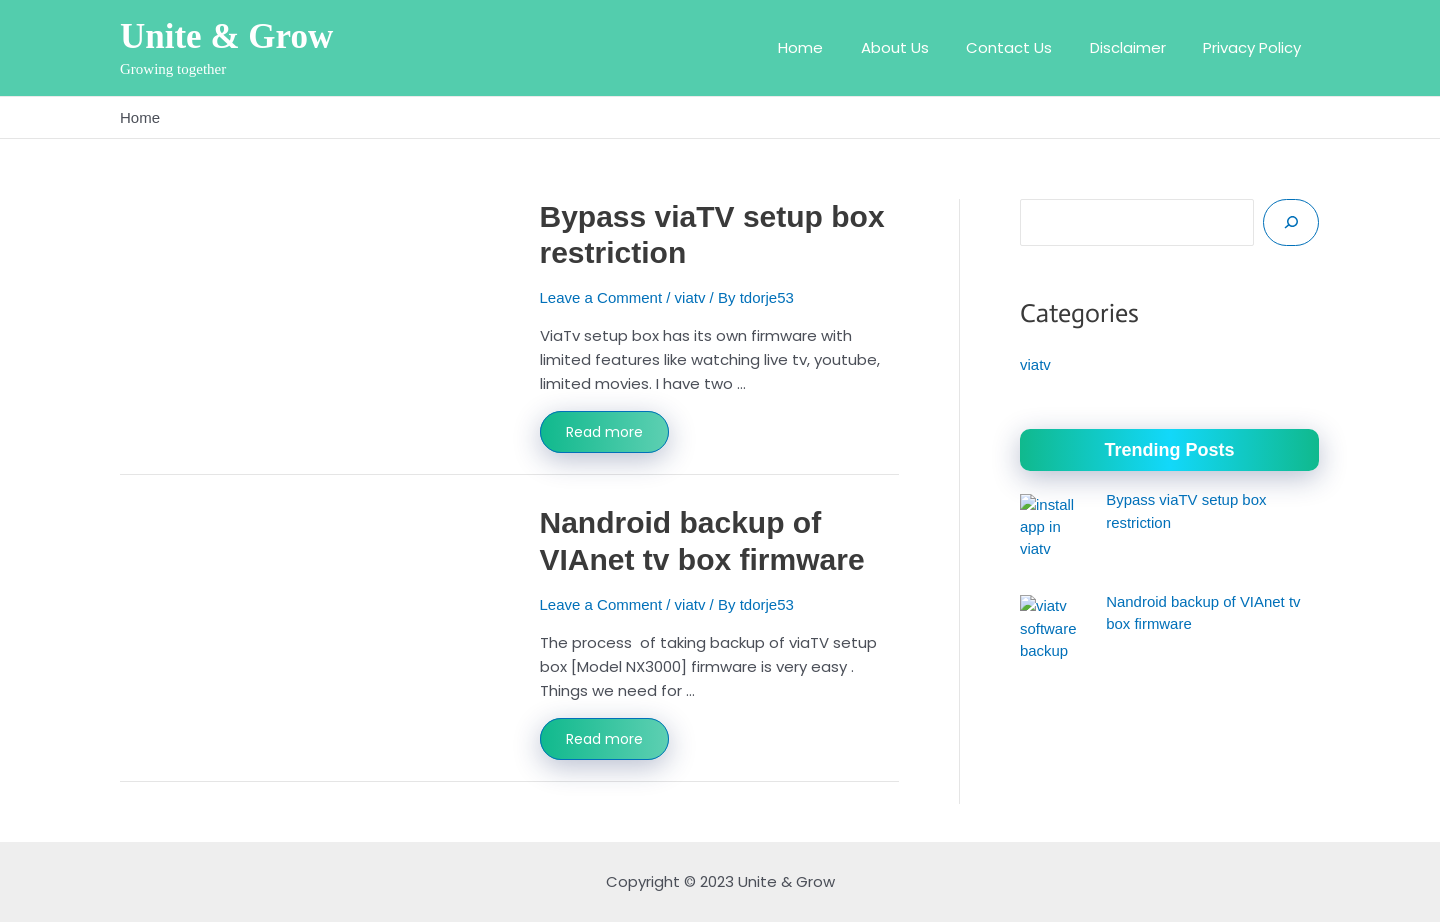 Unite & Grow
Growing together
Home
About Us
Contact Us
Disclaimer
Privacy Policy
Home
Bypass viaTV setup box
restriction
Leave a Comment / viatv / By tdorje53
ViaTv setup box has its own firmware with
limited features like watching live tv, youtube,
limited movies. I have two ...
Read more
Nandroid backup of
VIAnet tv box firmware
Leave a Comment / viatv / By tdorje53
The process  of taking backup of viaTV setup
box [Model NX3000] firmware is very easy .
Things we need for ...
Read more
Categories
viatv
Trending Posts
install
app in
viatv
Bypass viaTV setup box
restriction
viatv
software
backup
Nandroid backup of VIAnet tv
box firmware
Copyright © 2023 Unite & Grow